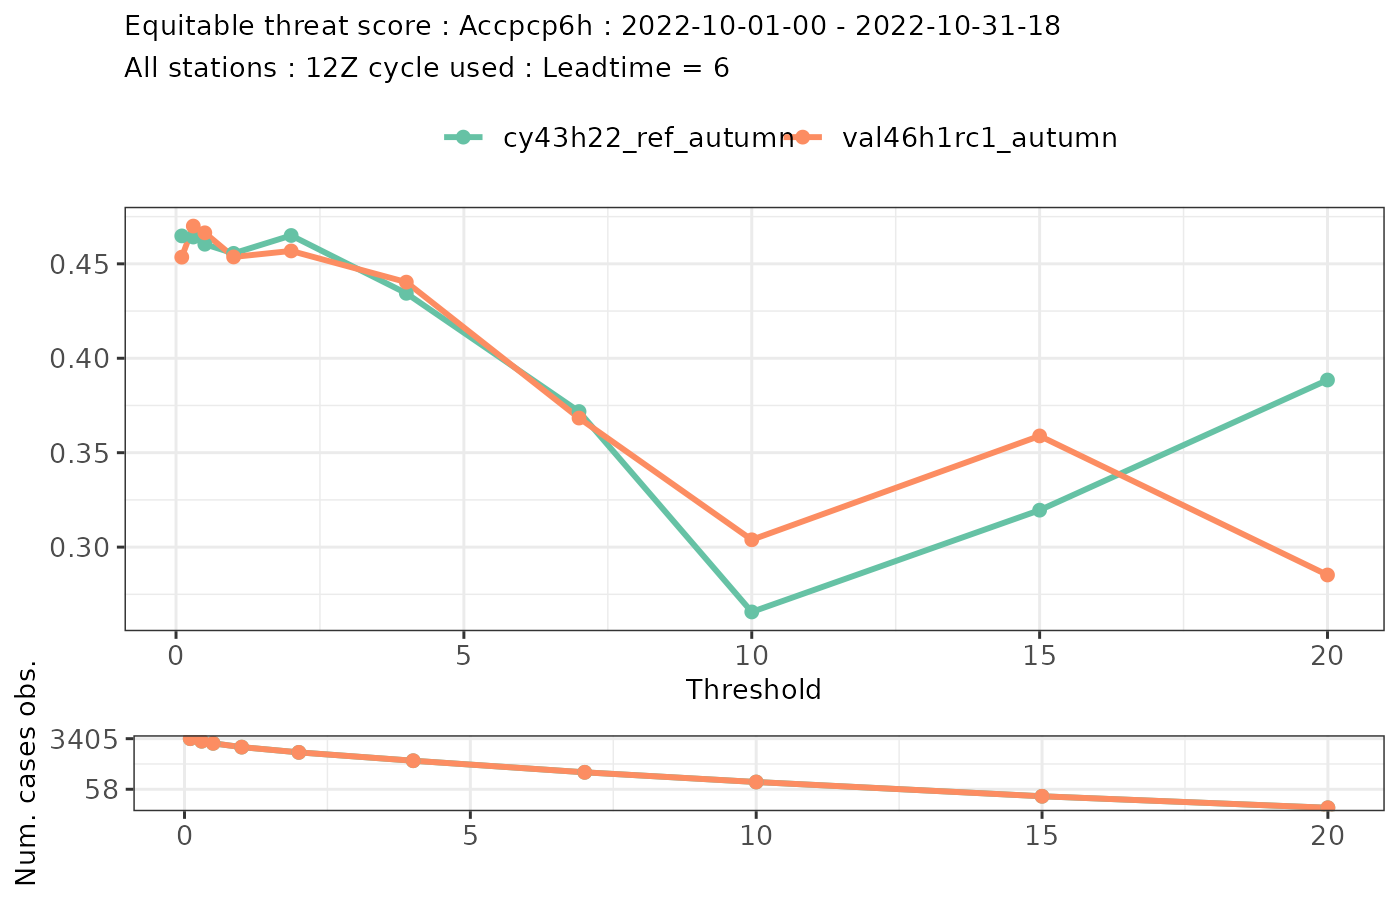 Equitable threat score : Accpcp6h : 2022-10-01-00 - 2022-10-31-18
All stations : 12Z cycle used : Leadtime = 6
cy43h22_ref_autumn val46h1rc1_autumn
0.45
0.40
0.35
0.30
0 5 10 15 20
Threshold
Num. cases obs.
3405
58
0 5 10 15 20